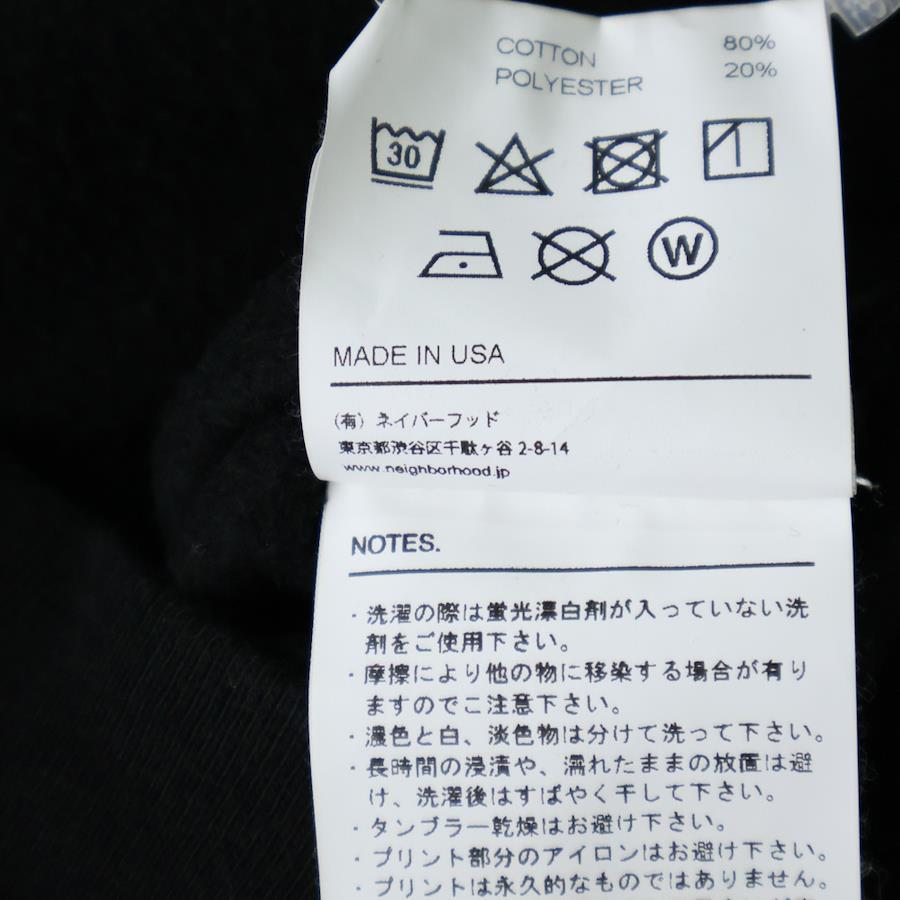 COTTON 80%
POLYESTER 20%
30
W
MADE IN USA
(有) ネイバーフッド
東京都渋谷区千駄ヶ谷 2-8-14
www.neighborhood.jp
NOTES.
・洗濯の際は蛍光漂白剤が入っていない洗
剤をご使用下さい。
・摩擦により他の物に移染する場合が有り
ますのでご注意下さい。
・濃色と白、淡色物は分けて洗って下さい。
・長時間の浸漬や、濡れたままの放置は避
け、洗濯後はすばやく干して下さい。
・タンブラー乾燥はお避け下さい。
・プリント部分のアイロンはお避け下さい。
・プリントは永久的なものではありません。